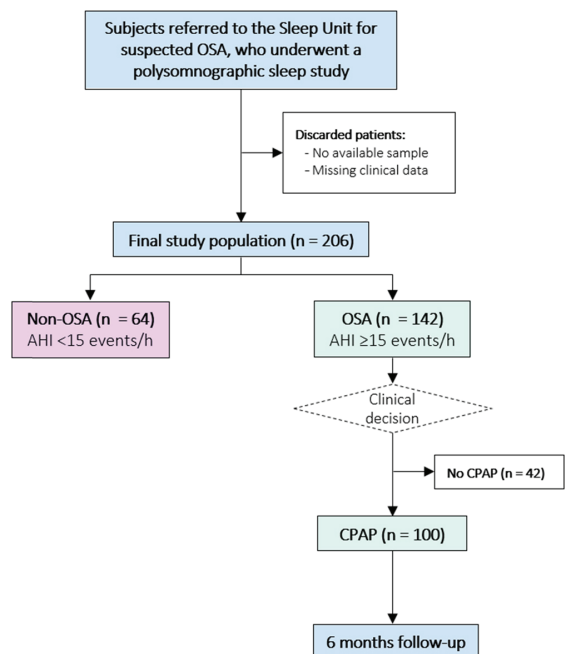 Subjects referred to the Sleep Unit for
suspected OSA, who underwent a
polysomnographic sleep study
Discarded patients:
- No available sample
- Missing clinical data
Final study population (n = 206)
Non-OSA (n = 64)
AHI <15 events/h
OSA (n = 142)
AHI ≥15 events/h
Clinical
decision
No CPAP (n = 42)
CPAP (n = 100)
6 months follow-up